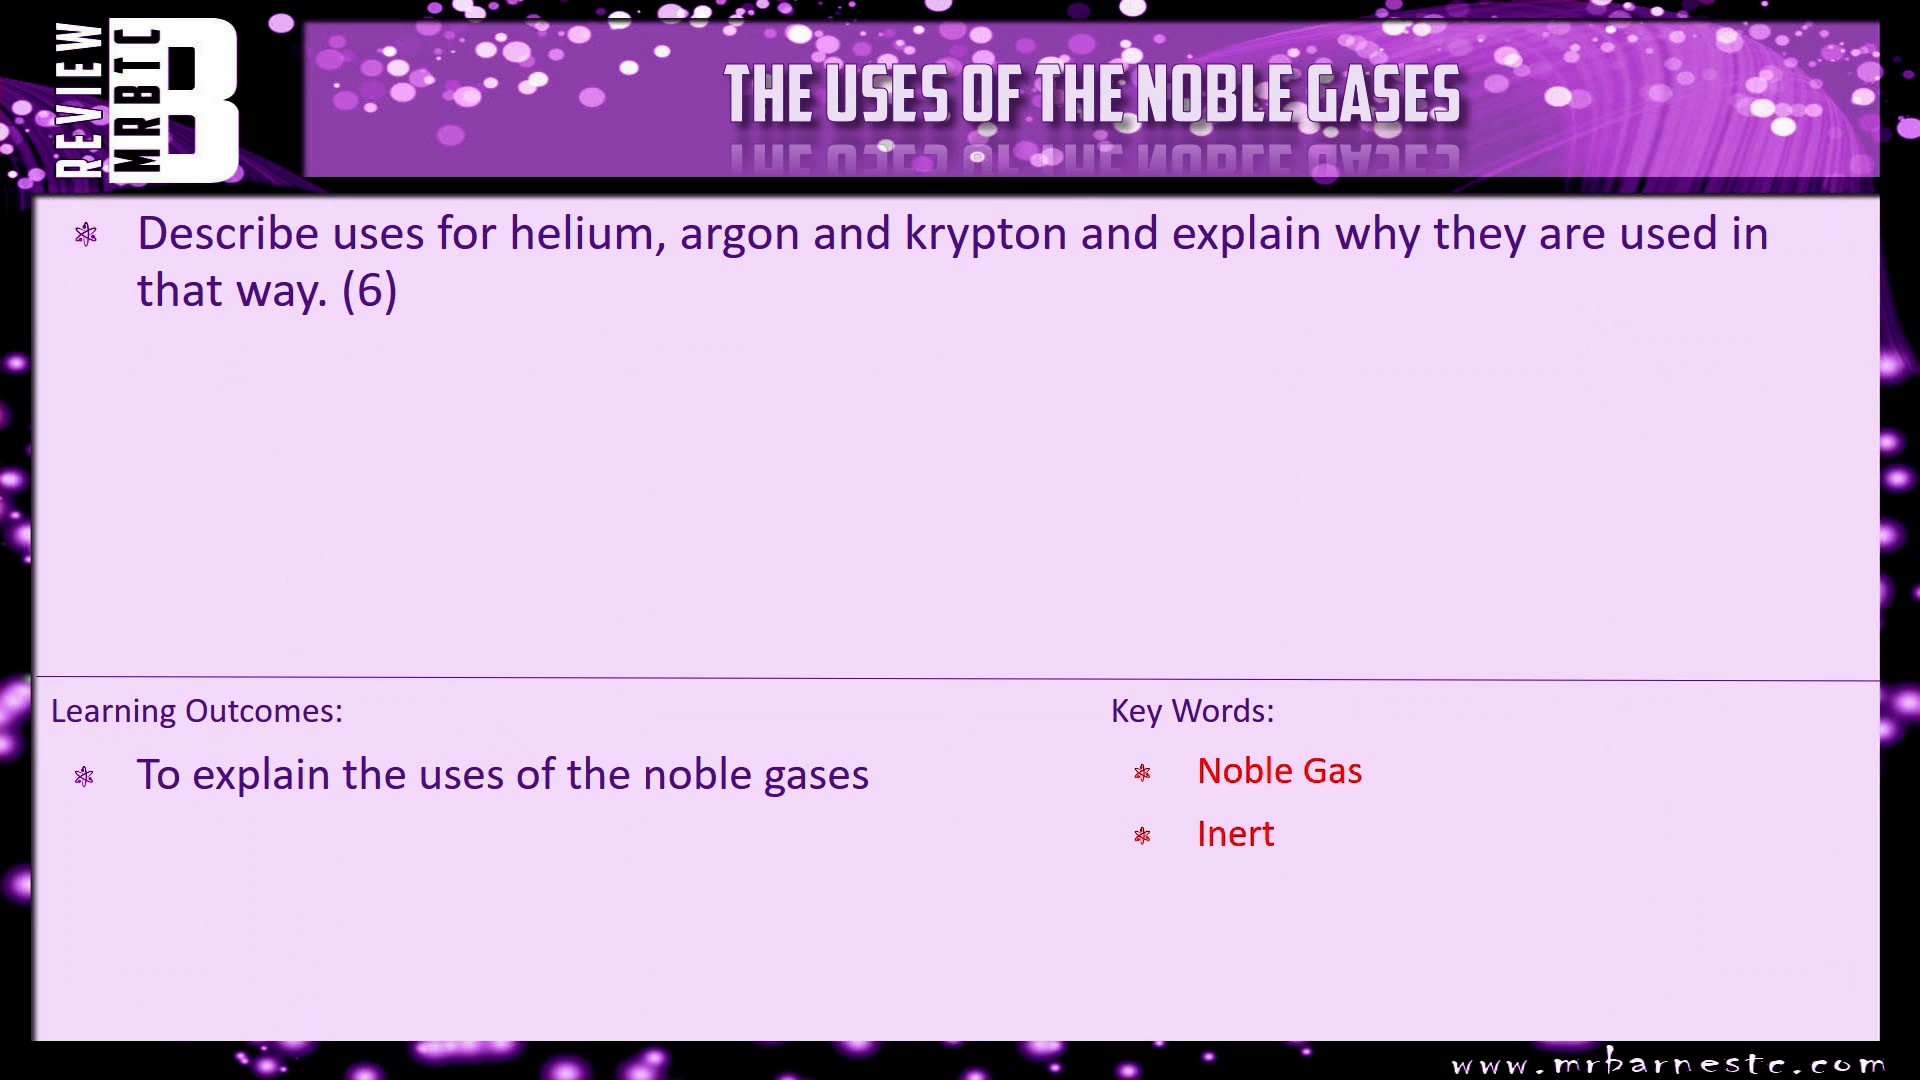 REVIEW
MRBTC
B
THE USES OF THE NOBLE GASES
Describe uses for helium, argon and krypton and explain why they are used in
that way. (6)
Learning Outcomes:
To explain the uses of the noble gases
Key Words:
Noble Gas
Inert
www.mrbarnestc.com